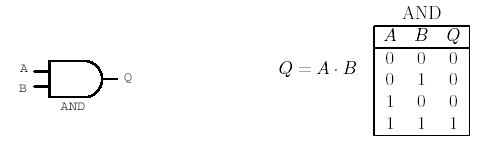 A
B
Q
AND
Q = A · B
AND
A B Q
0 0 0
0 1 0
1 0 0
1 1 1